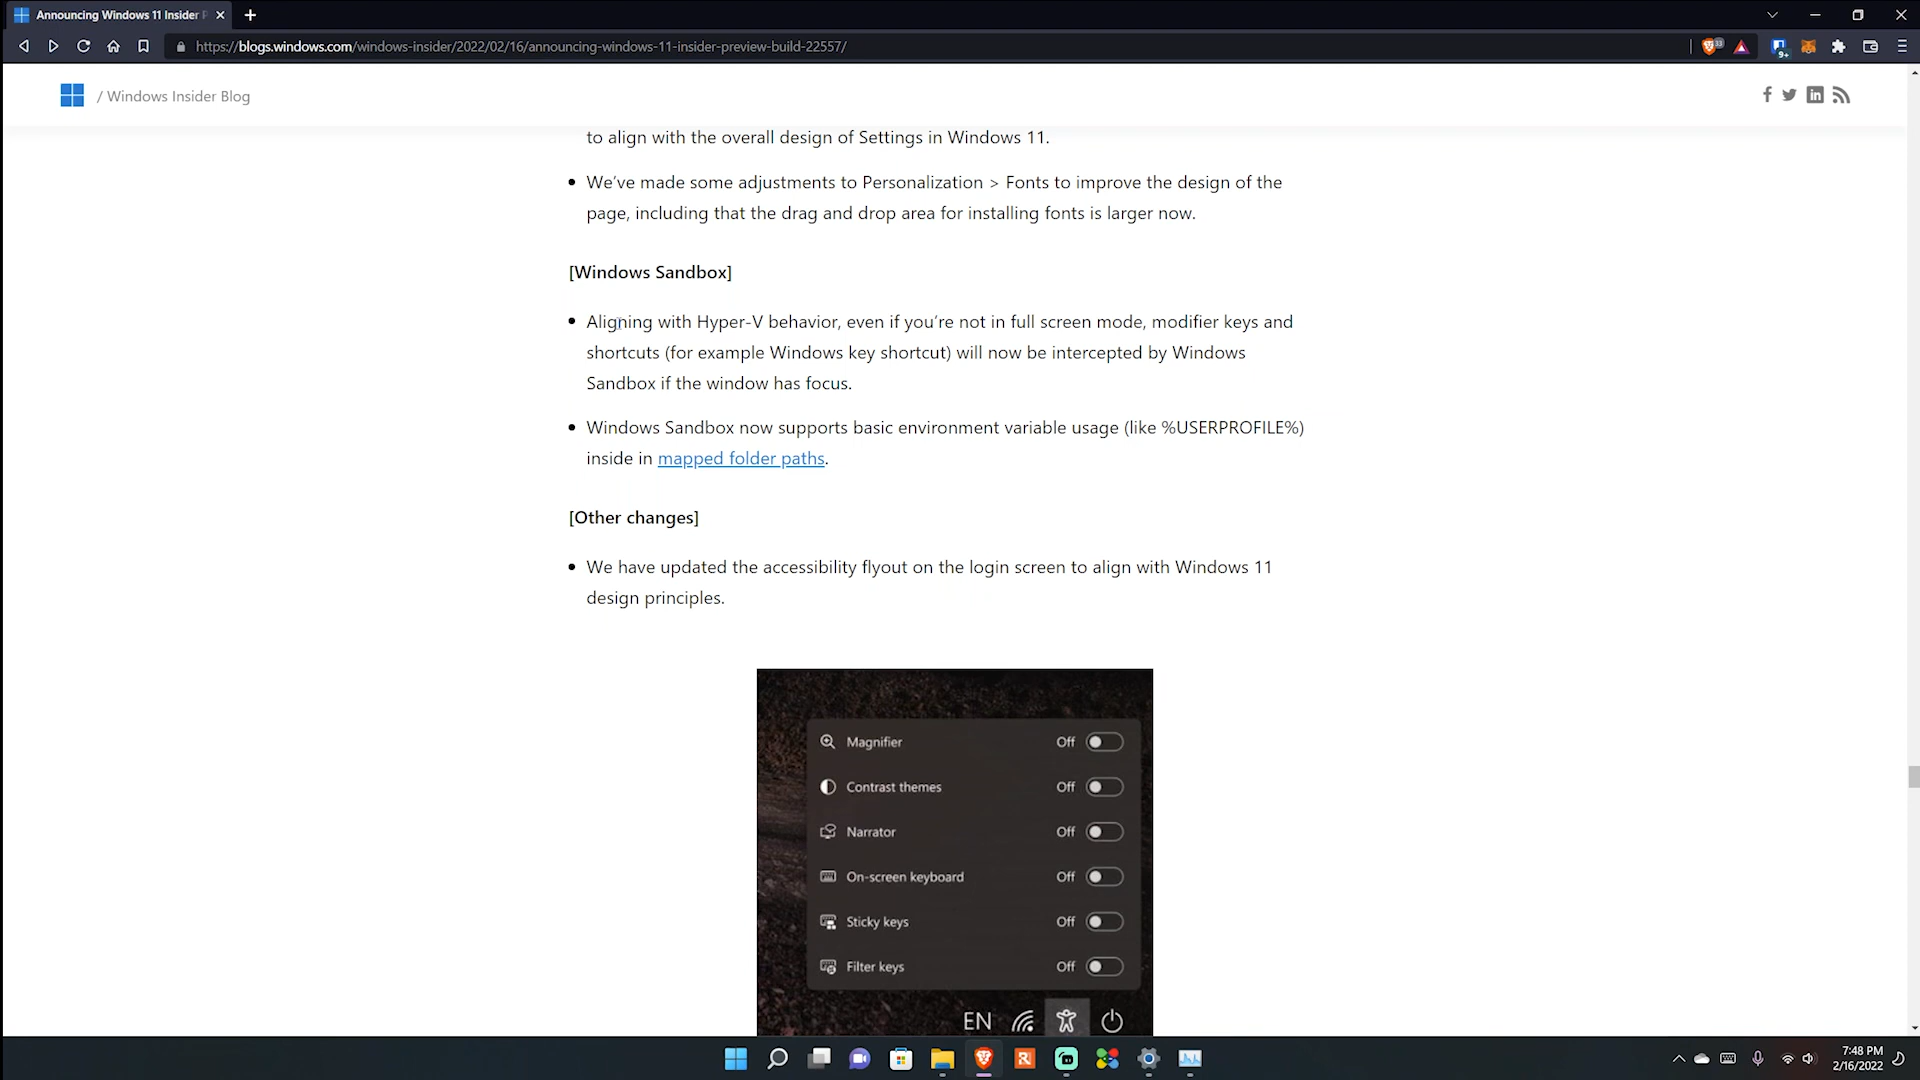 Announcing Windows 11 Insider P
https://blogs.windows.com/windows-insider/2022/02/16/announcing-windows-11-insider-preview-build-22557/
33
9+
/ Windows Insider Blog
to align with the overall design of Settings in Windows 11.
We’ve made some adjustments to Personalization > Fonts to improve the design of the
page, including that the drag and drop area for installing fonts is larger now.
[Windows Sandbox]
Aligning with Hyper-V behavior, even if you’re not in full screen mode, modifier keys and
shortcuts (for example Windows key shortcut) will now be intercepted by Windows
Sandbox if the window has focus.
Windows Sandbox now supports basic environment variable usage (like %USERPROFILE%)
inside in mapped folder paths.
[Other changes]
We have updated the accessibility flyout on the login screen to align with Windows 11
design principles.
Magnifier Off
Contrast themes Off
Narrator Off
On-screen keyboard Off
Sticky keys Off
Filter keys Off
EN
7:48 PM
2/16/2022